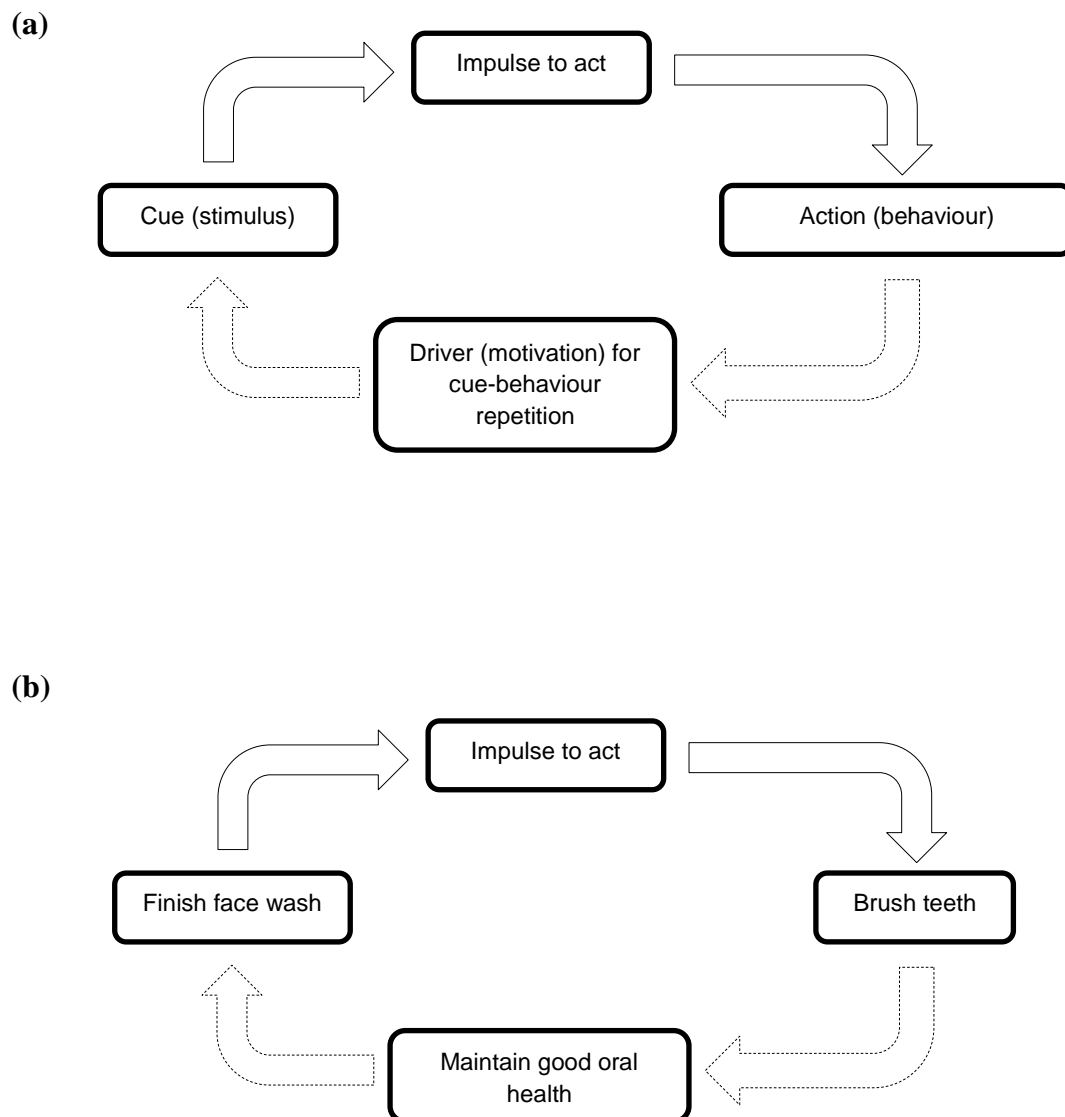 (a)
Impulse to act
Cue (stimulus)
Action (behaviour)
Driver (motivation) for
cue-behaviour
repetition
(b)
Impulse to act
Finish face wash
Brush teeth
Maintain good oral
health